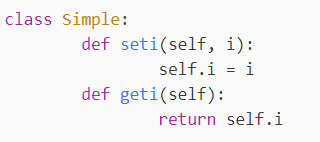 class Simple:
        def seti(self, i):
                self.i = i
        def geti(self):
                return self.i